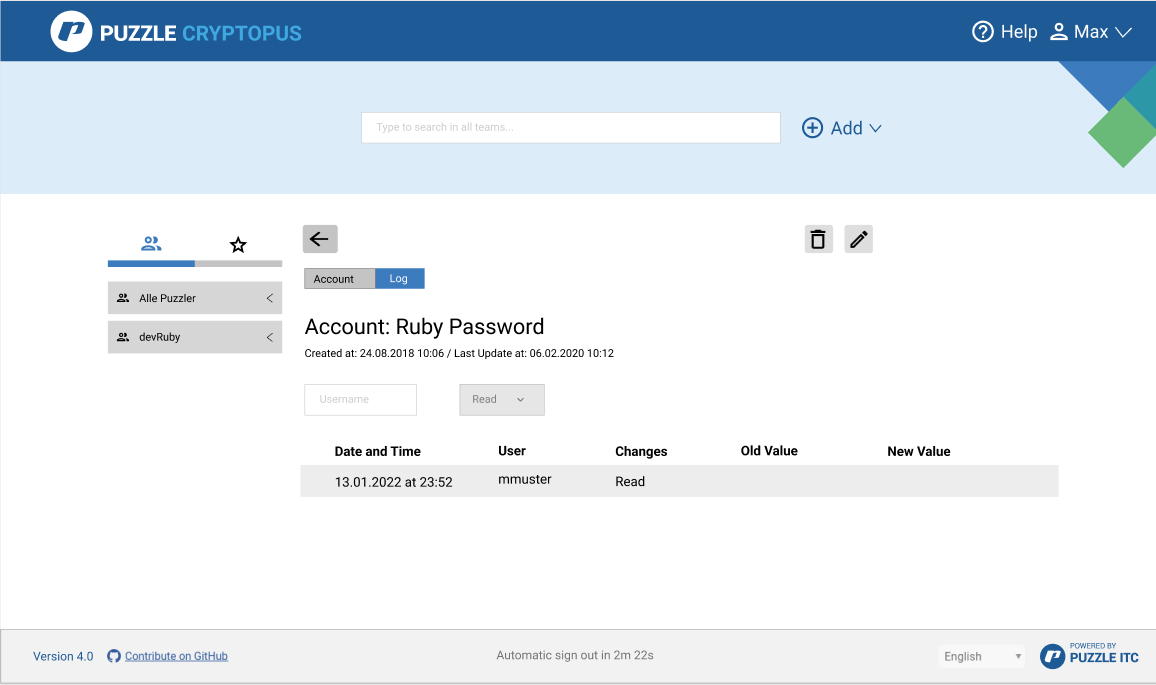 PUZZLE CRYPTOPUS
Help
Max
Type to search in all teams...
Add
Alle Puzzler
devRuby
Account
Log
Account: Ruby Password
Created at: 24.08.2018 10:06 / Last Update at: 06.02.2020 10:12
Username
Read
Date and Time User Changes Old Value New Value
13.01.2022 at 23:52 mmuster Read
Version 4.0
Contribute on GitHub
Automatic sign out in 2m 22s
English
POWERED BY
PUZZLE ITC